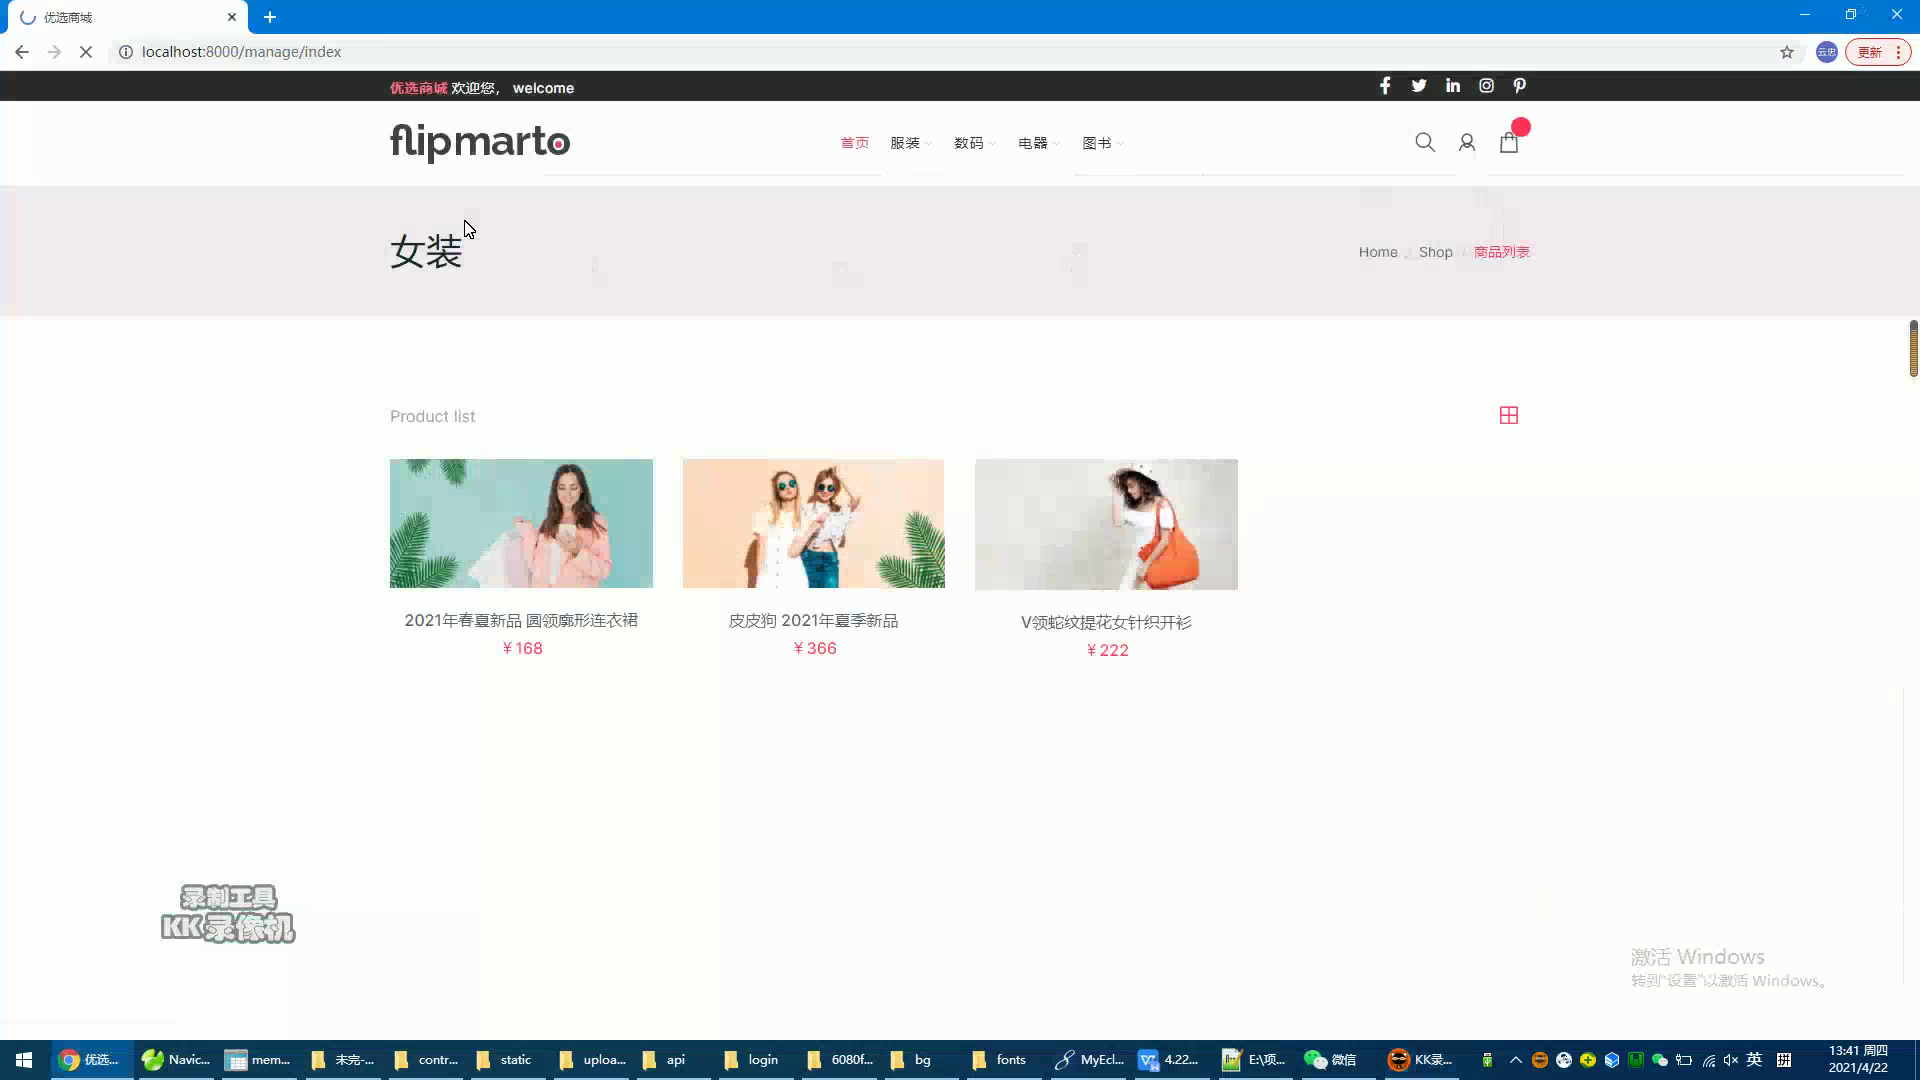 优选商城
localhost:8000/manage/index
更新
优选商城 欢迎您， welcome
flipmarto
首页 服装 数码 电器 图书
女装
Home Shop 商品列表
Product list
2021年春夏新品 圆领廓形连衣裙
¥168
皮皮狗 2021年夏季新品
¥366
V领蛇纹提花女针织开衫
¥222
录制工具
KK录像机
激活 Windows
转到"设置"以激活 Windows。
优选... Navic... mem... 未完-... contr... static uploa... api login 6080f... bg fonts MyEcl... 4.22... E:\项... 微信 KK录... 英 拼
13:41 周四
2021/4/22